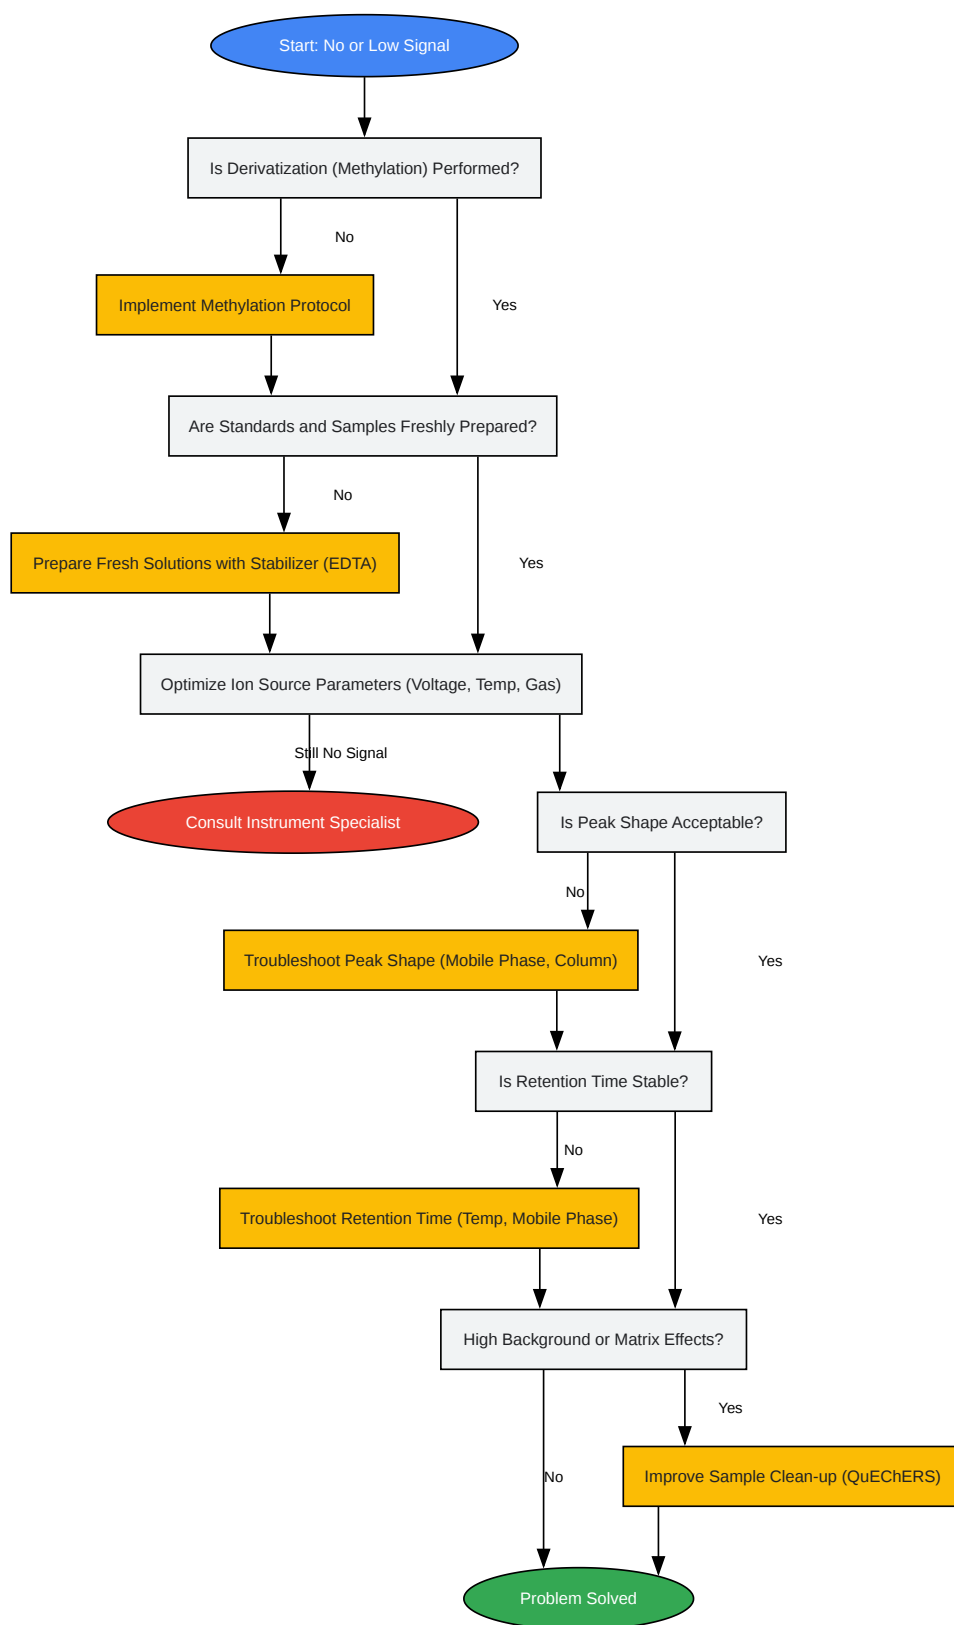 Start: No or Low Signal
Is Derivatization (Methylation) Performed?
No
Implement Methylation Protocol
Yes
Are Standards and Samples Freshly Prepared?
No
Prepare Fresh Solutions with Stabilizer (EDTA)
Yes
Optimize Ion Source Parameters (Voltage, Temp, Gas)
Still No Signal
Consult Instrument Specialist
Is Peak Shape Acceptable?
No
Troubleshoot Peak Shape (Mobile Phase, Column)
Yes
Is Retention Time Stable?
No
Troubleshoot Retention Time (Temp, Mobile Phase)
Yes
High Background or Matrix Effects?
Yes
No
Improve Sample Clean-up (QuEChERS)
Problem Solved